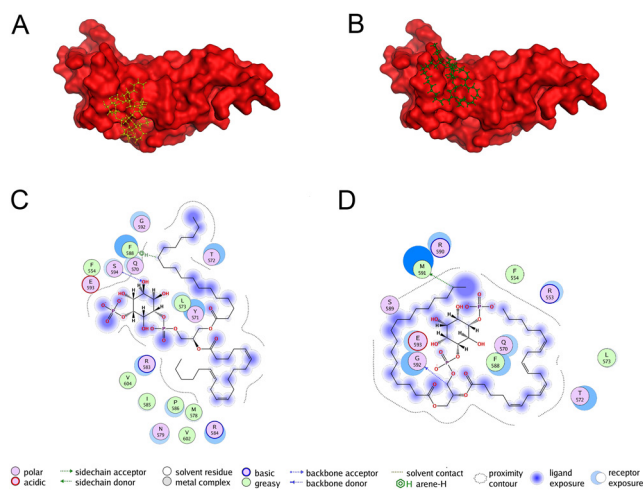 A
B
C
D
G
592
F
588
Q
570
S
594
F
554
E
593
T
572
L
573
Y
571
R
583
V
604
I
585
P
586
M
578
N
579
V
602
R
584
R
590
M
591
F
554
R
553
S
589
E
593
G
592
Q
570
F
588
L
573
T
572
polar
acidic
sidechain acceptor
sidechain donor
solvent residue
metal complex
basic
greasy
backbone acceptor
backbone donor
solvent contact
H arene-H
proximity
contour
ligand
exposure
receptor
exposure